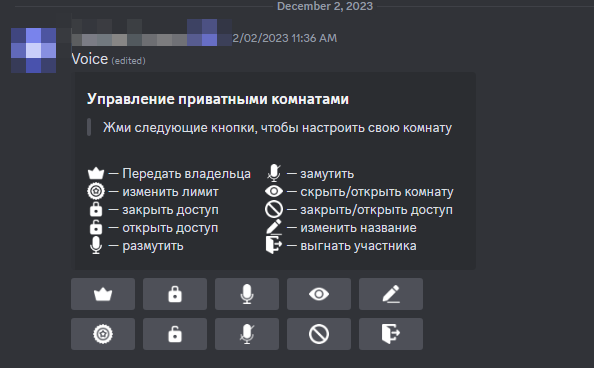 December 2, 2023
2/02/2023 11:36 AM
Voice (edited)
Управление приватными комнатами
Жми следующие кнопки, чтобы настроить свою комнату
— Передать владельца
— изменить лимит
— закрыть доступ
— открыть доступ
— размутить
— замутить
— скрыть/открыть комнату
— закрыть/открыть доступ
— изменить название
— выгнать участника